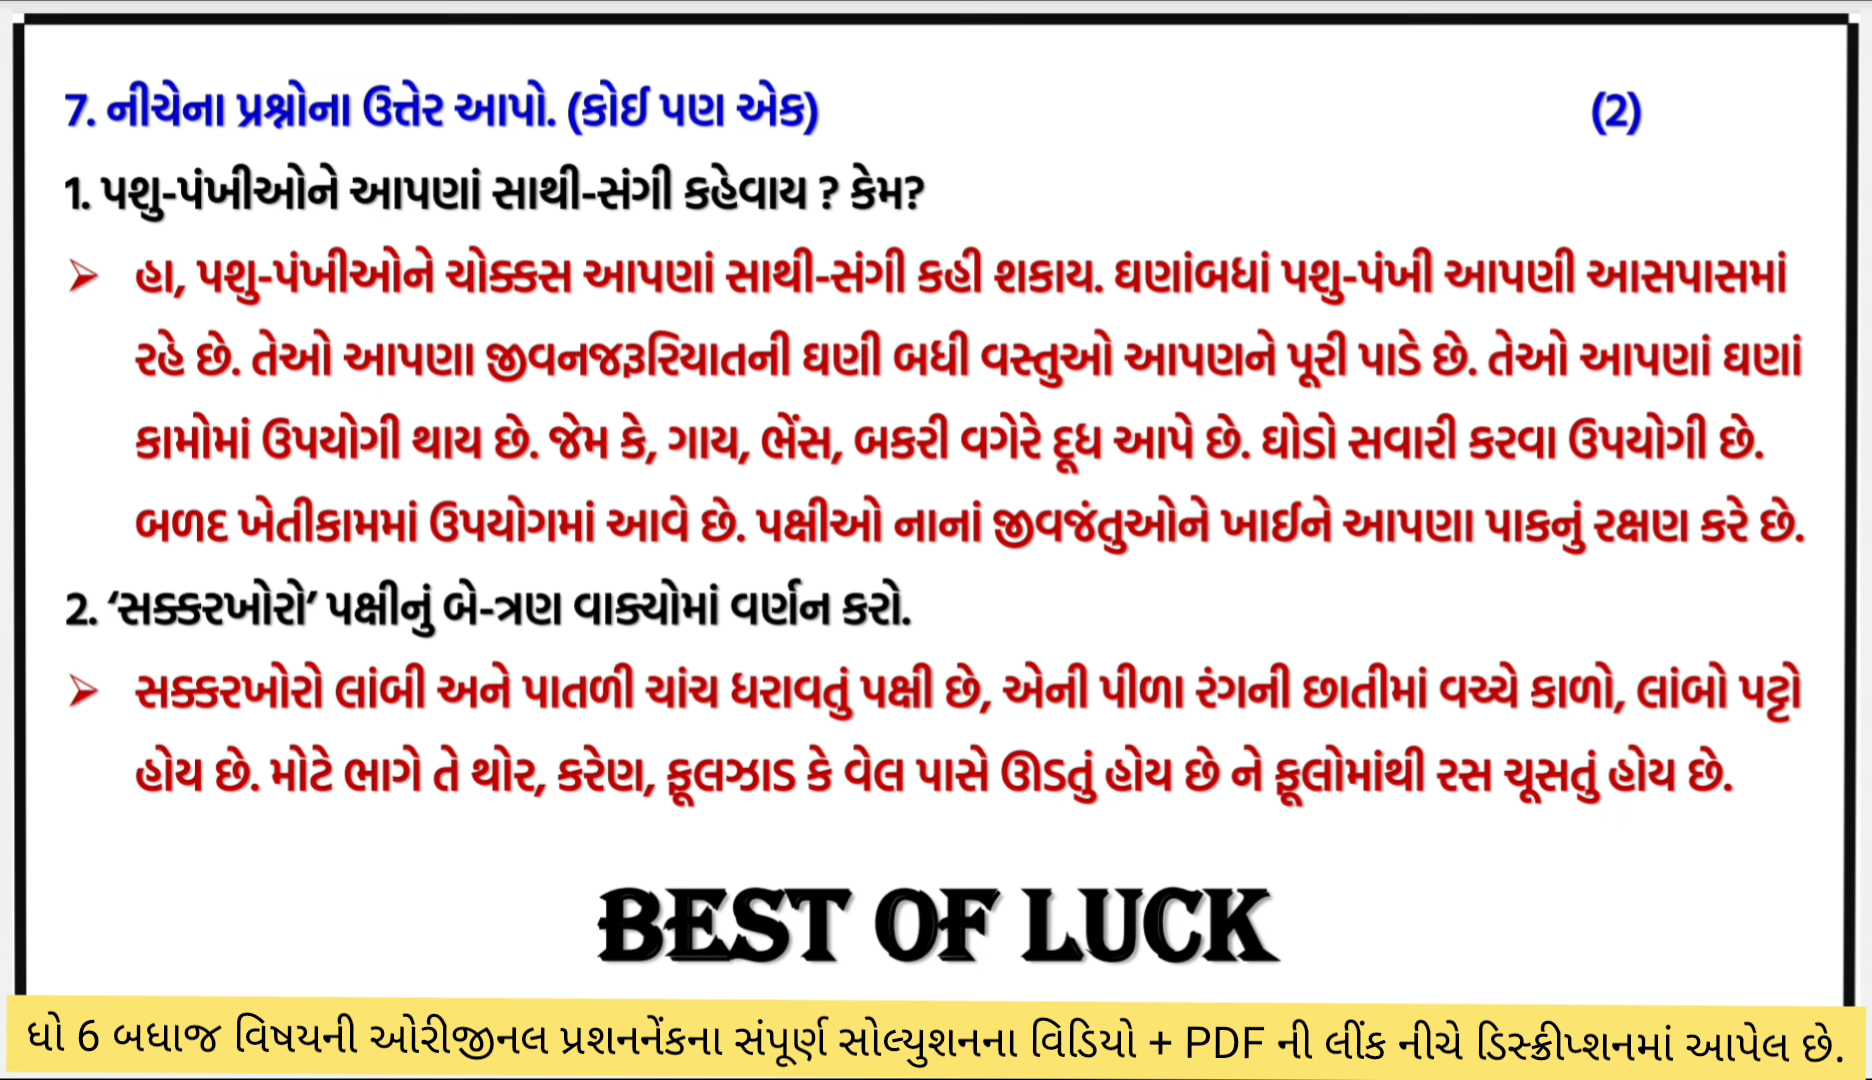 7. નીચેના પ્રશ્નોના ઉત્તેર આપો. (કોઈ પણ એક) (2)
1. પશુ-પંખીઓને આપણાં સાથી-સંગી કહેવાય ? કેમ?
➢ હા, પશુ-પંખીઓને ચોક્કસ આપણાં સાથી-સંગી કહી શકાય. ઘણાંબધાં પશુ-પંખી આપણી આસપાસમાં
રહે છે. તેઓ આપણા જીવનજરૂરિયાતની ઘણી બધી વસ્તુઓ આપણને પૂરી પાડે છે. તેઓ આપણાં ઘણાં
કામોમાં ઉપયોગી થાય છે. જેમ કે, ગાય, ભેંસ, બકરી વગેરે દૂધ આપે છે. ઘોડો સવારી કરવા ઉપયોગી છે.
બળદ ખેતીકામમાં ઉપયોગમાં આવે છે. પક્ષીઓ નાનાં જીવજંતુઓને ખાઈને આપણા પાકનું રક્ષણ કરે છે.
2. ‘સક્કરખોરો’ પક્ષીનું બે-ત્રણ વાક્યોમાં વર્ણન કરો.
➢ સક્કરખોરો લાંબી અને પાતળી ચાંચ ધરાવતું પક્ષી છે, એની પીળા રંગની છાતીમાં વચ્ચે કાળો, લાંબો પટ્ટો
હોય છે. મોટે ભાગે તે થોર, કરેણ, ફૂલઝાડ કે વેલ પાસે ઊડતું હોય છે ને ફૂલોમાંથી રસ ચૂસતું હોય છે.
BEST OF LUCK
ધો 6 બધાજ વિષયની ઓરીજીનલ પ્રશનનેંકના સંપૂર્ણ સોલ્યુશનના વિડિયો + PDF ની લીંક નીચે ડિસ્ક્રીપ્શનમાં આપેલ છે.